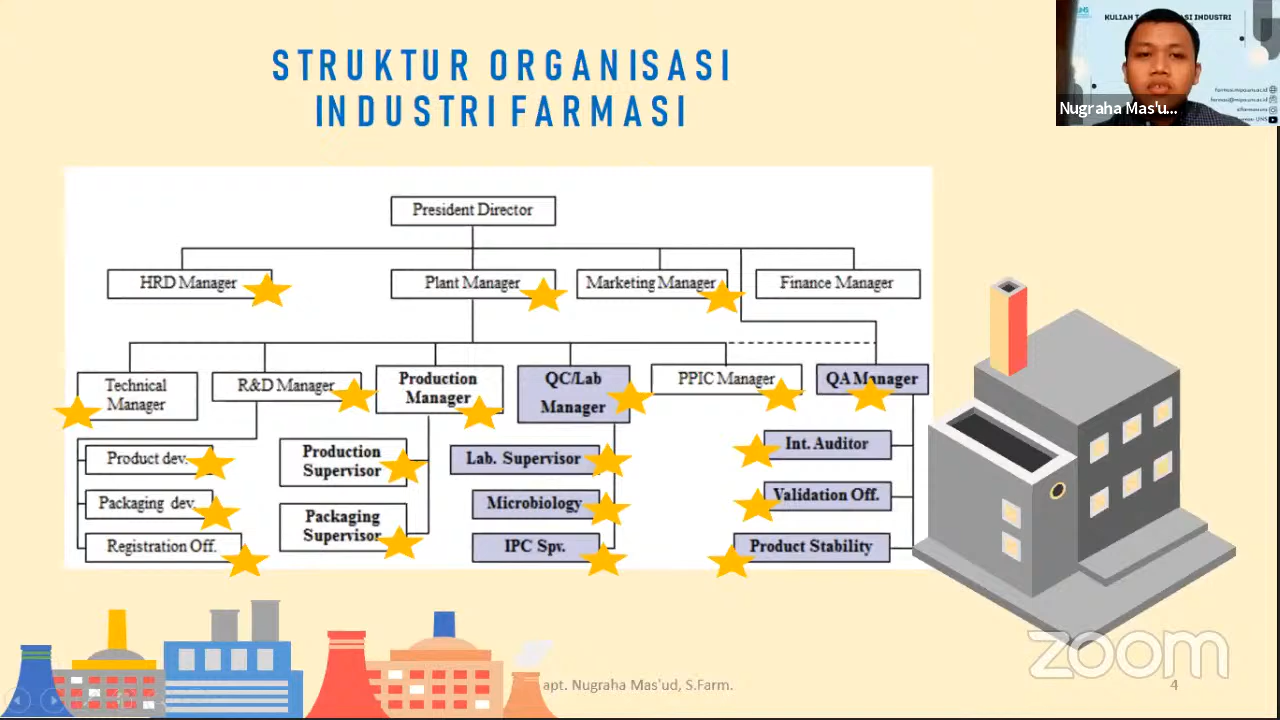 STRUKTUR ORGANISASI
INDUSTRI FARMASI
President Director
HRD Manager
Plant Manager
Marketing Manager
Finance Manager
Technical
Manager
R&D Manager
Production
Manager
QC/Lab
Manager
PPIC Manager
QA Manager
Product dev.
Packaging dev.
Registration Off.
Production
Supervisor
Packaging
Supervisor
Lab. Supervisor
Microbiology
IPC Spv.
Int. Auditor
Validation Off.
Product Stability
apt. Nugraha Mas'ud, S.Farm.
4
zoom
KULIAH
INDUSTRI
Nugraha Mas'u...